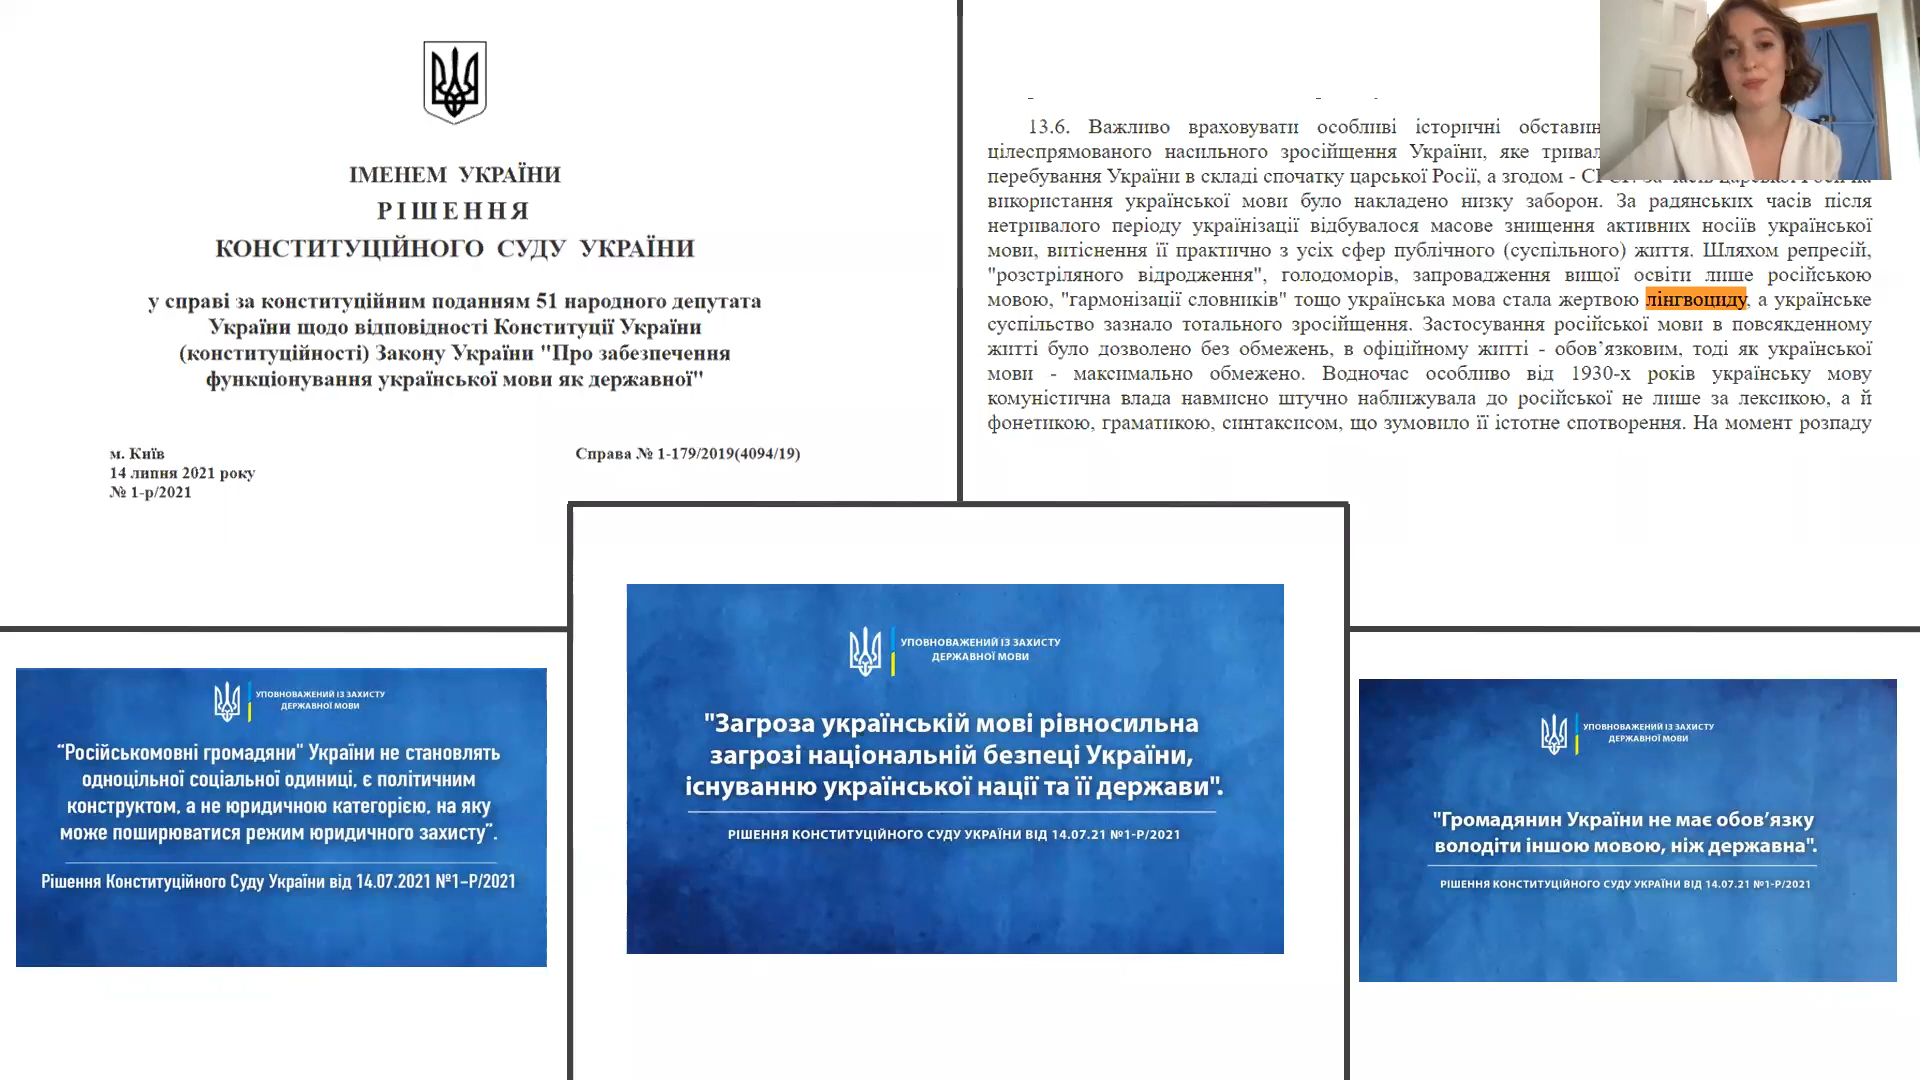 ІМЕНЕМ УКРАЇНИ
РІШЕННЯ
КОНСТИТУЦІЙНОГО СУДУ УКРАЇНИ
у справі за конституційним поданням 51 народного депутата
України щодо відповідності Конституції України
(конституційності) Закону України "Про забезпечення
функціонування української мови як державної"
м. Київ
14 липня 2021 року
№ 1-р/2021
Справа № 1-179/2019(4094/19)
13.6. Важливо враховувати особливі історичні
цілеспрямованого насильного зросійщення України, яке
перебування України в складі спочатку царської Росії, а згодом -
використання української мови було накладено низку заборон. За радянських часів після
нетривалого періоду українізації відбувалося масове знищення активних носіїв української
мови, витіснення її практично з усіх сфер публічного (суспільного) життя. Шляхом репресій,
"розстріляного відродження", голодоморів, запровадження вищої освіти лише російською
мовою, "гармонізації словників" тощо українська мова стала жертвою лінгвоциду, а українське
суспільство зазнало тотального зросійщення. Застосування російської мови в повсякденному
житті було дозволено без обмежень, в офіційному житті - обов’язковим, тоді як української
мови - максимально обмежено. Водночас особливо від 1930-х років українську мову
комуністична влада навмисно штучно наближувала до російської не лише за лексикою, а й
фонетикою, граматикою, синтаксисом, що зумовило її істотне спотворення. На момент розпаду
УПОВНОВАЖЕНИЙ ІЗ ЗАХИСТУ
ДЕРЖАВНОЇ МОВИ
“Російськомовні громадяни" України не становлять
одноцільної соціальної одиниці, є політичним
конструктом, а не юридичною категорією, на яку
може поширюватися режим юридичного захисту”.
Рішення Конституційного Суду України від 14.07.2021 №1–Р/2021
УПОВНОВАЖЕНИЙ ІЗ ЗАХИСТУ
ДЕРЖАВНОЇ МОВИ
"Загроза українській мові рівносильна
загрозі національній безпеці України,
існуванню української нації та її держави".
РІШЕННЯ КОНСТИТУЦІЙНОГО СУДУ УКРАЇНИ ВІД 14.07.21 №1-Р/2021
УПОВНОВАЖЕНИЙ ІЗ ЗАХИСТУ
ДЕРЖАВНОЇ МОВИ
"Громадянин України не має обов’язку
володіти іншою мовою, ніж державна".
РІШЕННЯ КОНСТИТУЦІЙНОГО СУДУ УКРАЇНИ ВІД 14.07.21 №1-Р/2021